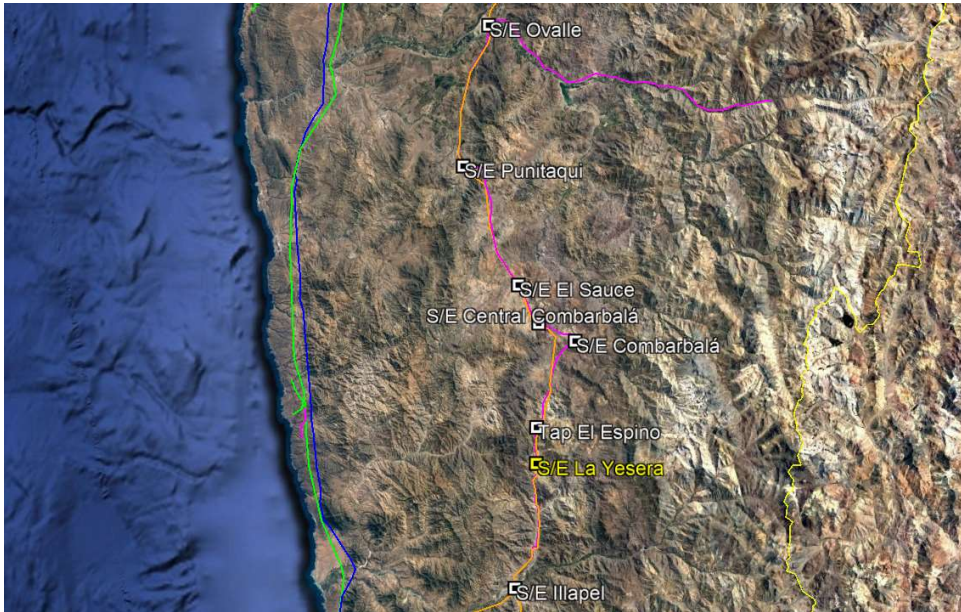 S/E Ovalle
S/E Punitaqui
S/E El Sauce
S/E Central Combarbalá
S/E Combarbalá
Tap El Espino
S/E La Yesera
S/E Illapel